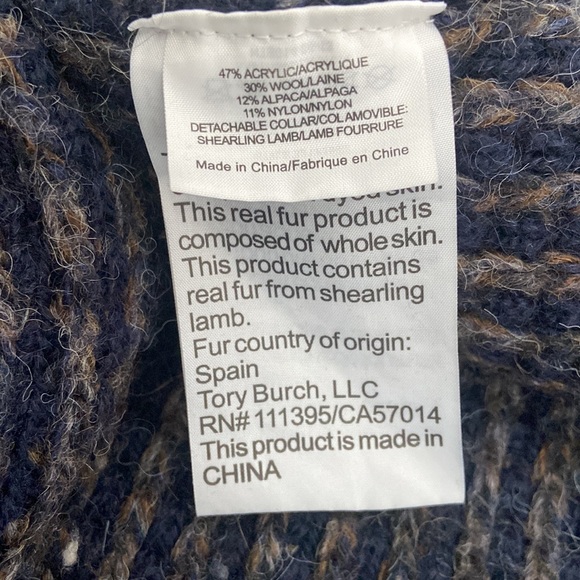 47% ACRYLIC/ACRYLIQUE
30% WOOL/LAINE
12% ALPACA/ALPAGA
11% NYLON/NYLON
DETACHABLE COLLAR/COL AMOVIBLE:
SHEARLING LAMB/LAMB FOURRURE
Made in China/Fabrique en Chine
skin.
This real fur product is
composed of whole skin.
This product contains
real fur from shearling
lamb.
Fur country of origin:
Spain
Tory Burch, LLC
RN# 111395/CA57014
This product is made in
CHINA